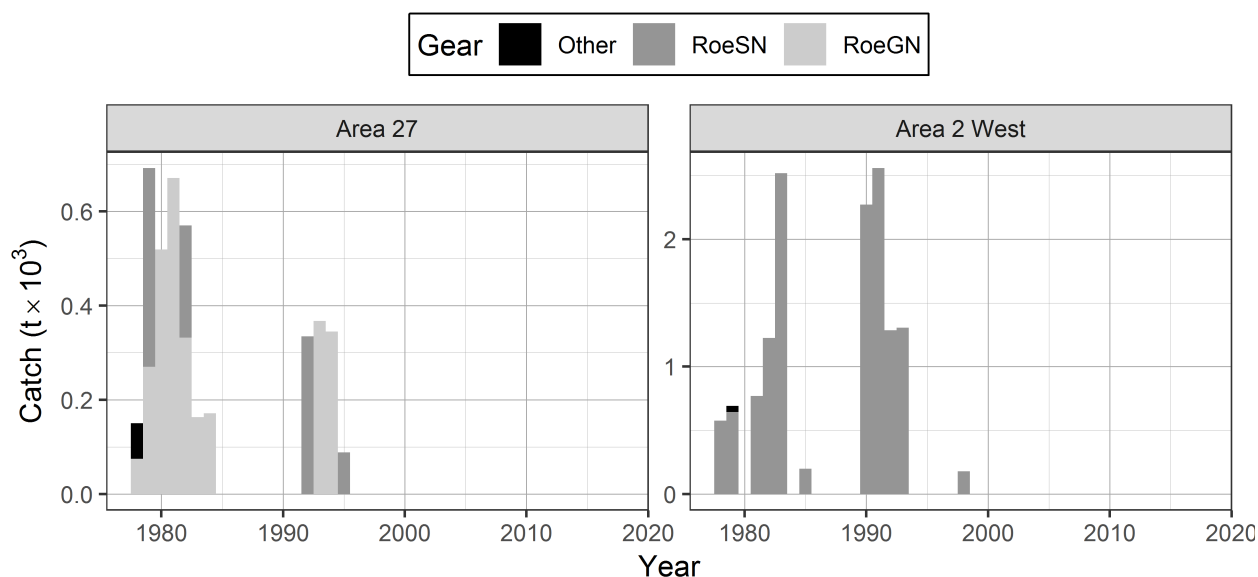 Gear Other RoeSN RoeGN
Area 27 Area 2 West
Catch (t × 10³)
0.6
0.4
0.2
0.0
2
1
0
1980 1990 2000 2010 2020 1980 1990 2000 2010 2020
Year